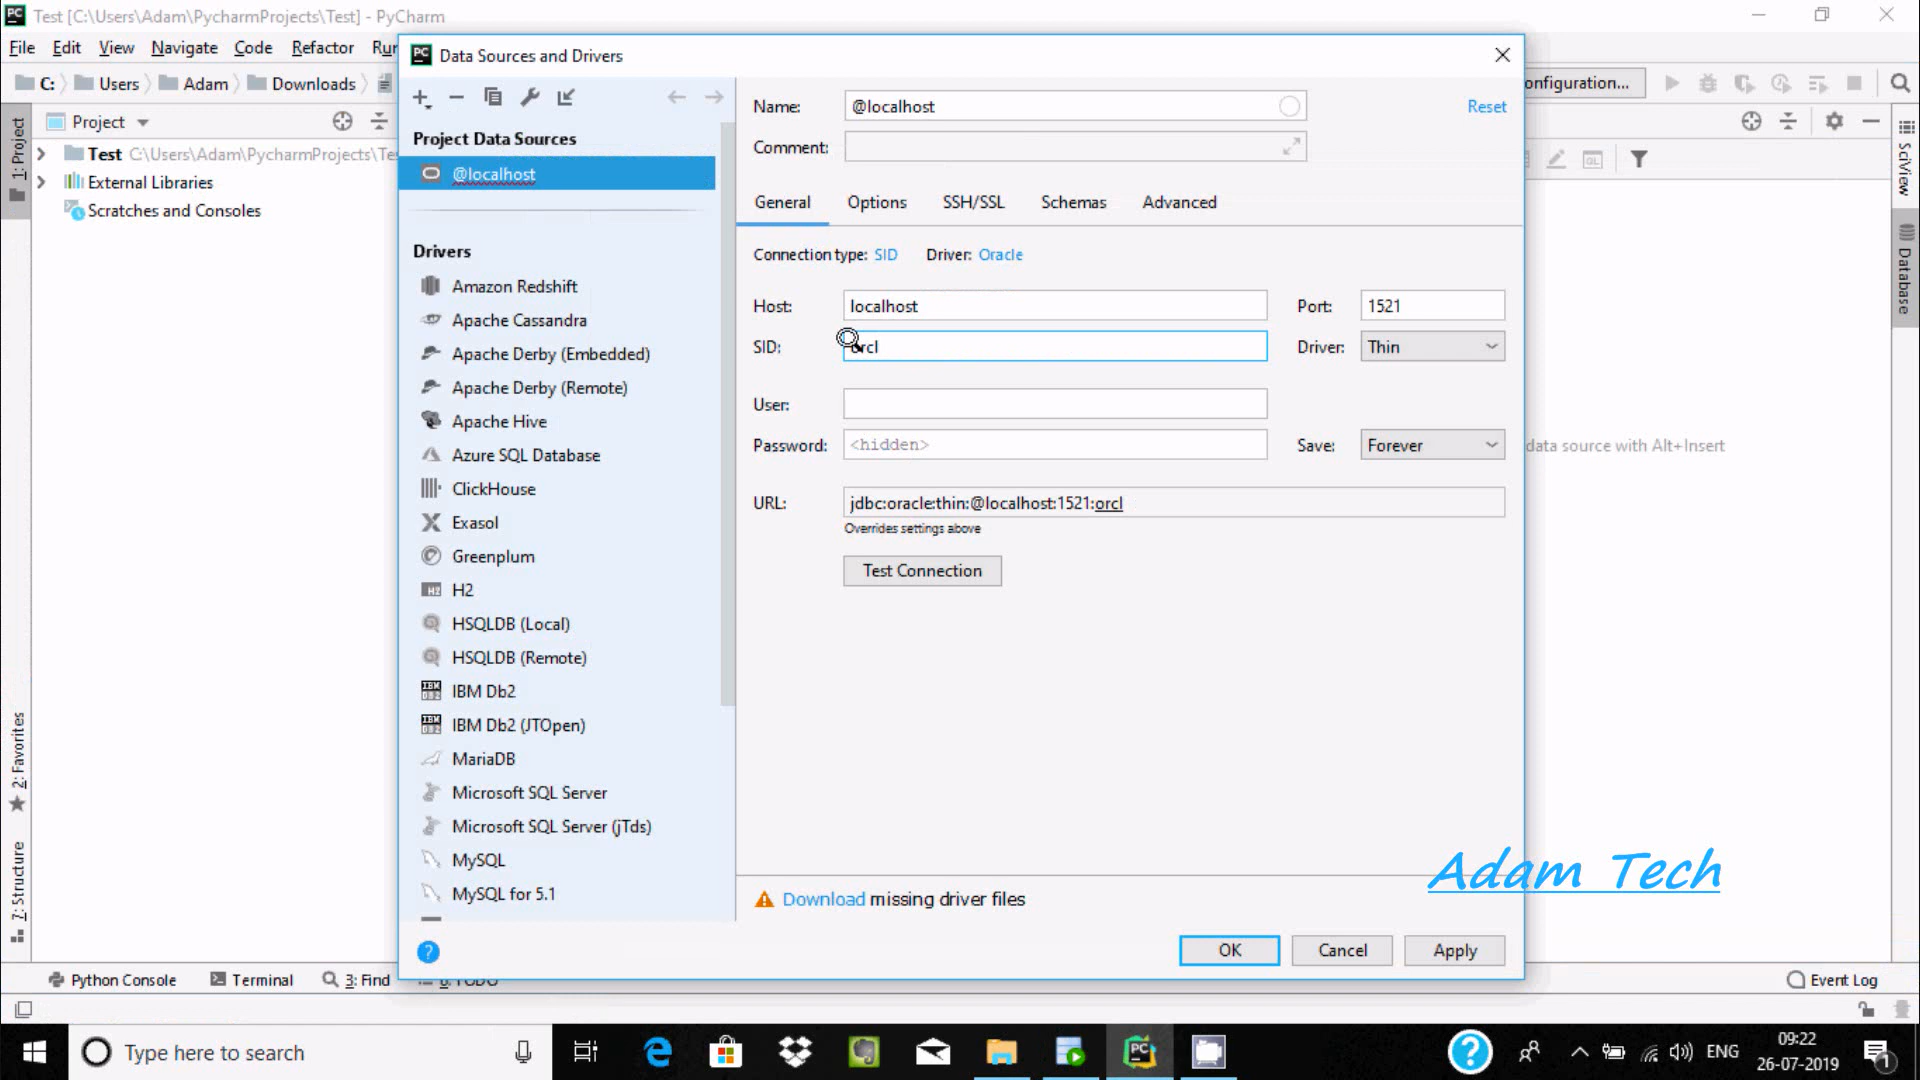 Test [C:\Users\Adam\PycharmProjects\Test] - PyCharm
File Edit View Navigate Code Refactor
C: Users Adam Downloads
Project
Test C:\Users\Adam\PycharmProjects\Te
External Libraries
Scratches and Consoles
1: Project
2: Favorites
7: Structure
Data Sources and Drivers
Project Data Sources
@localhost
Drivers
Amazon Redshift
Apache Cassandra
Apache Derby (Embedded)
Apache Derby (Remote)
Apache Hive
Azure SQL Database
ClickHouse
Exasol
Greenplum
H2
HSQLDB (Local)
HSQLDB (Remote)
IBM Db2
IBM Db2 (JTOpen)
MariaDB
Microsoft SQL Server
Microsoft SQL Server (jTds)
MySQL
MySQL for 5.1
Name: @localhost
Reset
Comment:
General Options SSH/SSL Schemas Advanced
Connection type: SID Driver: Oracle
Host: localhost Port: 1521
SID: orcl Driver: Thin
User:
Password: <hidden> Save: Forever
URL: jdbc:oracle:thin:@localhost:1521:orcl
Overrides settings above
Test Connection
Download missing driver files
OK Cancel Apply
onfiguration...
data source with Alt+Insert
SciView
Database
Adam Tech
Python Console Terminal 3: Find
Event Log
Type here to search
ENG
09:22
26-07-2019
1